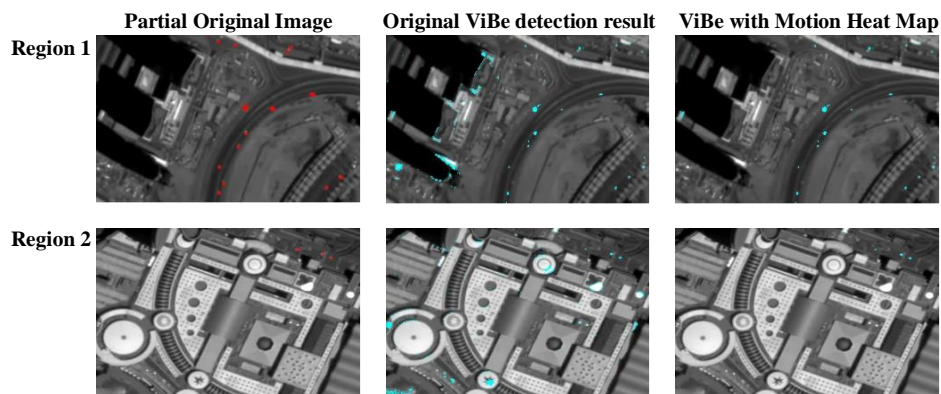 Partial Original Image Original ViBe detection result ViBe with Motion Heat Map
Region 1
Region 2